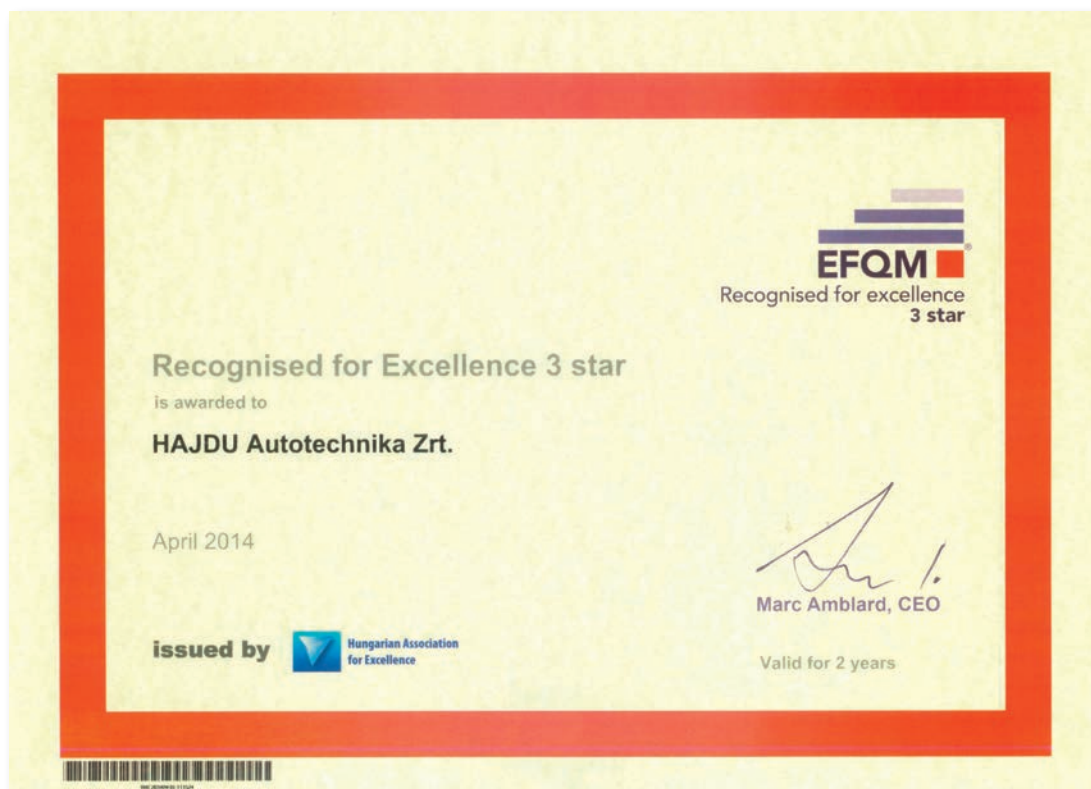 EFQM ®
Recognised for excellence
3 star
Recognised for Excellence 3 star
is awarded to
HAJDU Autotechnika Zrt.
April 2014
Marc Amblard, CEO
issued by
Hungarian Association
for Excellence
Valid for 2 years